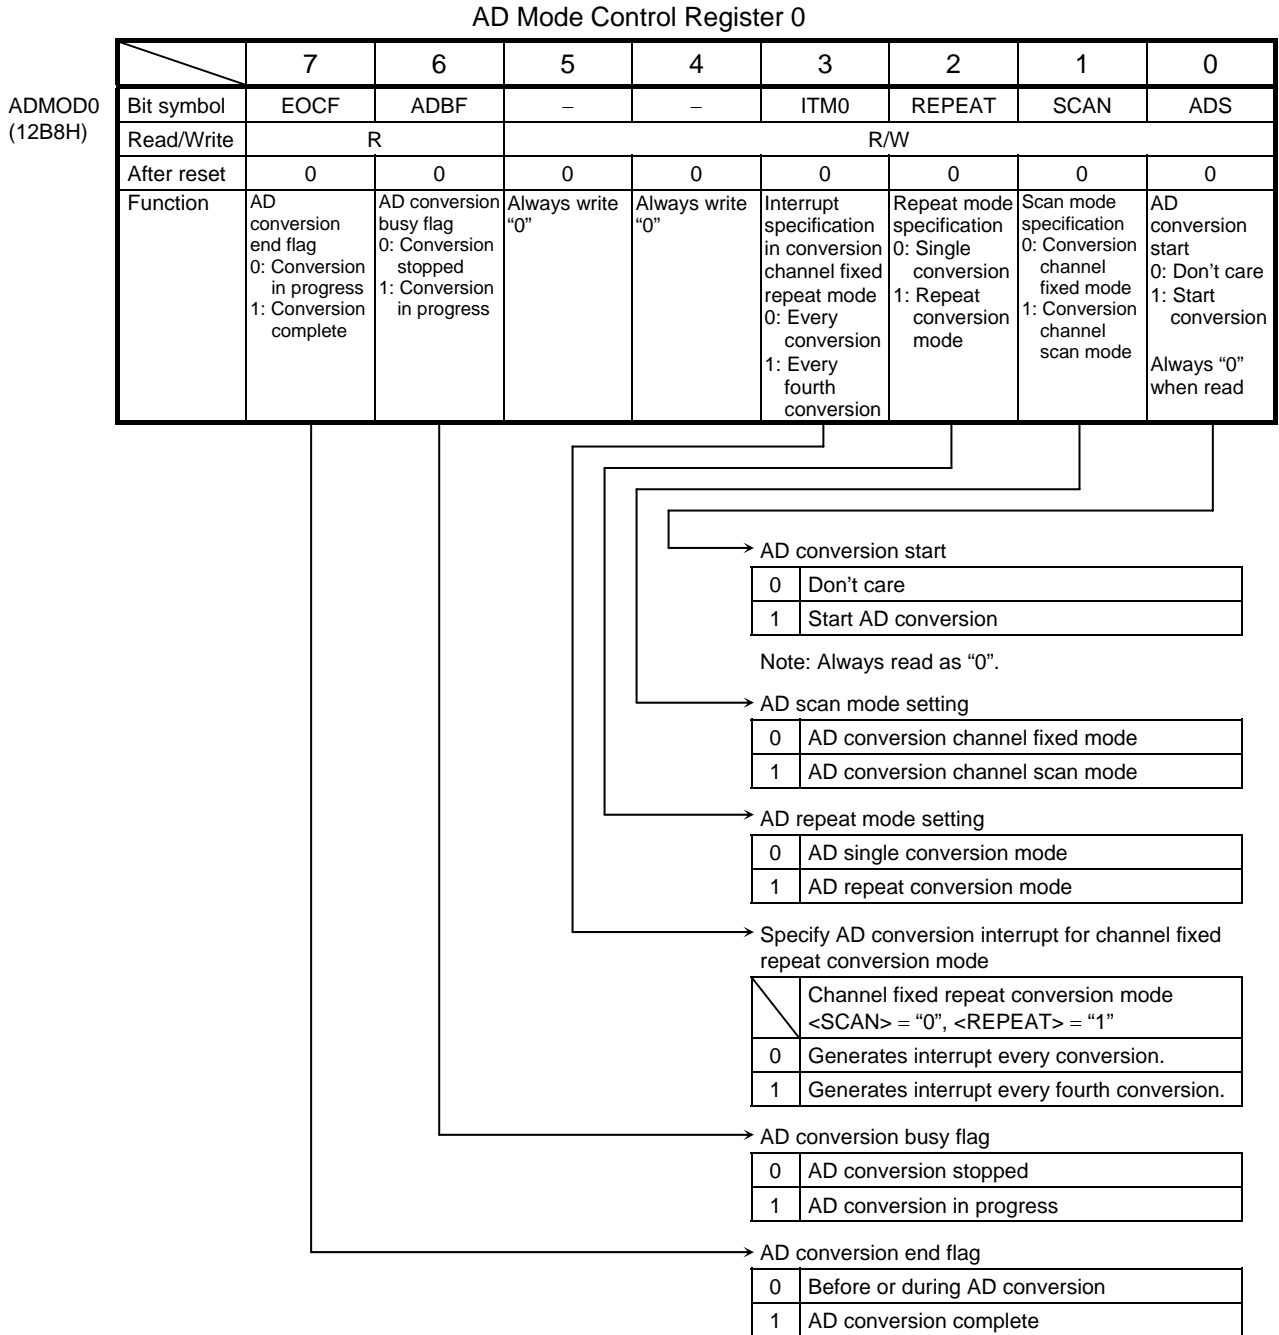 AD Mode Control Register 0
7 6 5 4 3 2 1 0
ADMOD0
(12B8H)
Bit symbol EOCF ADBF – – ITM0 REPEAT SCAN ADS
Read/Write R R/W
After reset 0 0 0 0 0 0 0 0
Function
AD
conversion
end flag
0: Conversion
in progress
1: Conversion
complete
AD conversion
busy flag
0: Conversion
stopped
1: Conversion
in progress
Always write
“0”
Always write
“0”
Interrupt
specification
in conversion
channel fixed
repeat mode
0: Every
conversion
1: Every
fourth
conversion
Repeat mode
specification
0: Single
conversion
1: Repeat
conversion
mode
Scan mode
specification
0: Conversion
channel
fixed mode
1: Conversion
channel
scan mode
AD
conversion
start
0: Don’t care
1: Start
conversion
Always “0”
when read
AD conversion start
0 Don’t care
1 Start AD conversion
Note: Always read as “0”.
AD scan mode setting
0 AD conversion channel fixed mode
1 AD conversion channel scan mode
AD repeat mode setting
0 AD single conversion mode
1 AD repeat conversion mode
Specify AD conversion interrupt for channel fixed
repeat conversion mode
Channel fixed repeat conversion mode
<SCAN> = “0”, <REPEAT> = “1”
0 Generates interrupt every conversion.
1 Generates interrupt every fourth conversion.
AD conversion busy flag
0 AD conversion stopped
1 AD conversion in progress
AD conversion end flag
0 Before or during AD conversion
1 AD conversion complete